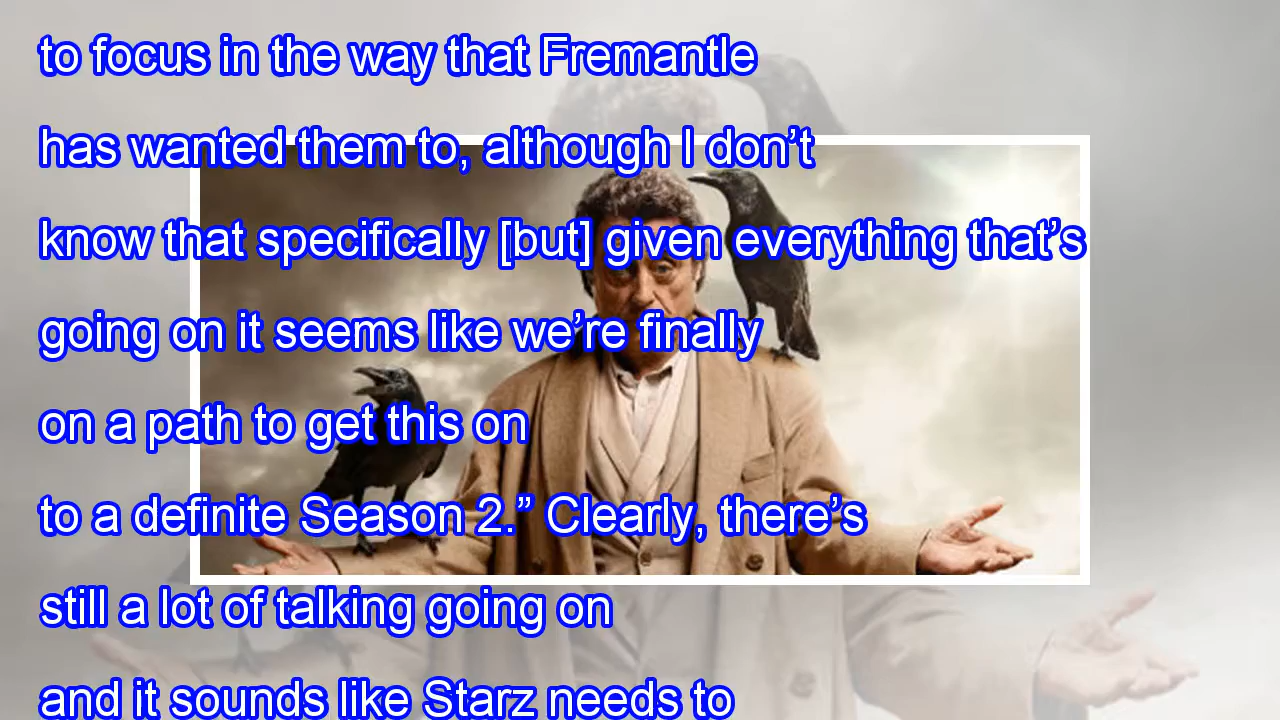 to focus in the way that Fremantle
has wanted them to, although I don’t
know that specifically [but] given everything that’s
going on it seems like we’re finally
on a path to get this on
to a definite Season 2.” Clearly, there’s
still a lot of talking going on
and it sounds like Starz needs to